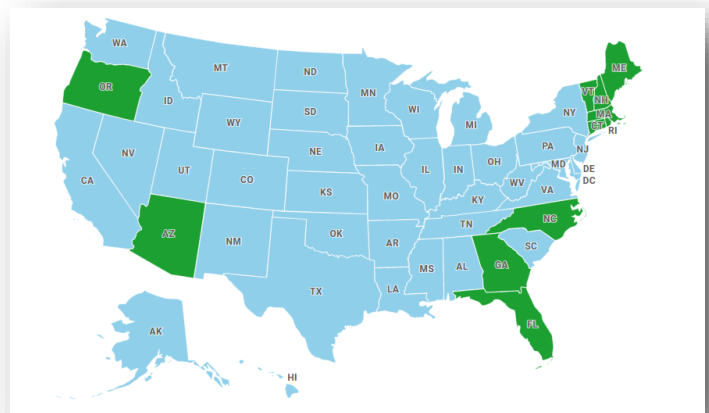 WA
ME
MT
ND
VT
OR
MN
NH
ID
SD
WI
NY
MA
WY
MI
CT
RI
IA
PA
NE
NJ
NV
OH
UT
IL
IN
MD
DE
CA
CO
WV
DC
KS
MO
VA
KY
NC
TN
AZ
OK
NM
AR
SC
MS
AL
GA
TX
LA
FL
AK
HI